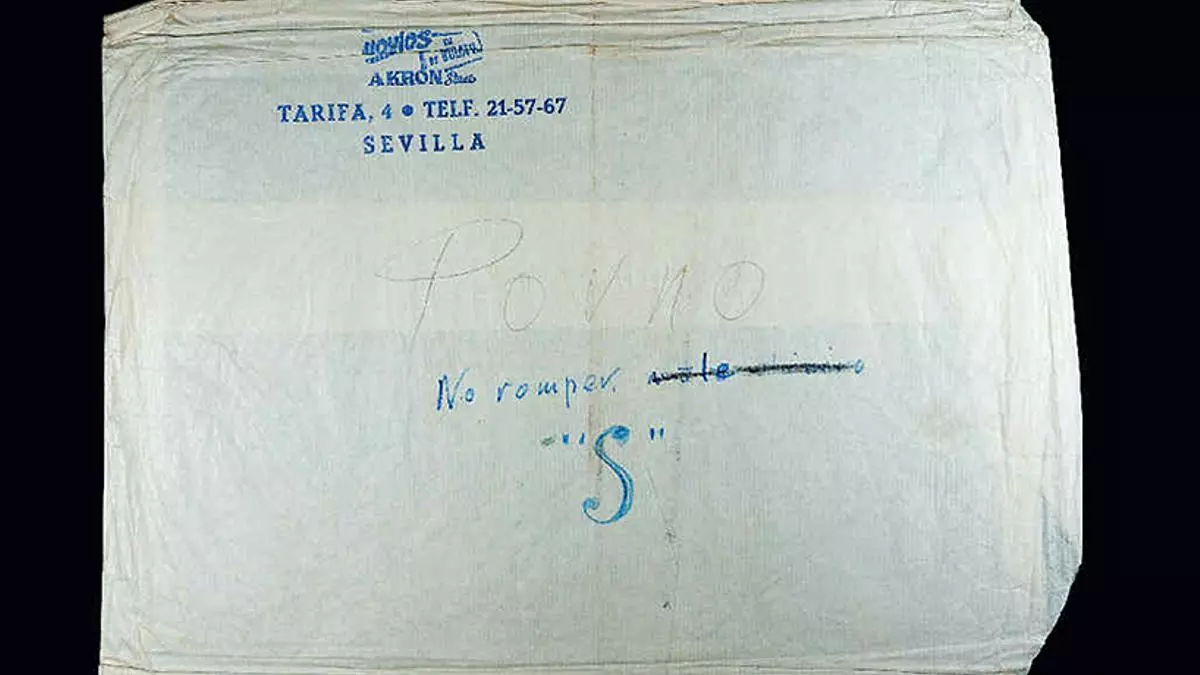 AKRON
TARIFA, 4 • TELF. 21-57-67
SEVILLA
Porno
No romper.
"S"